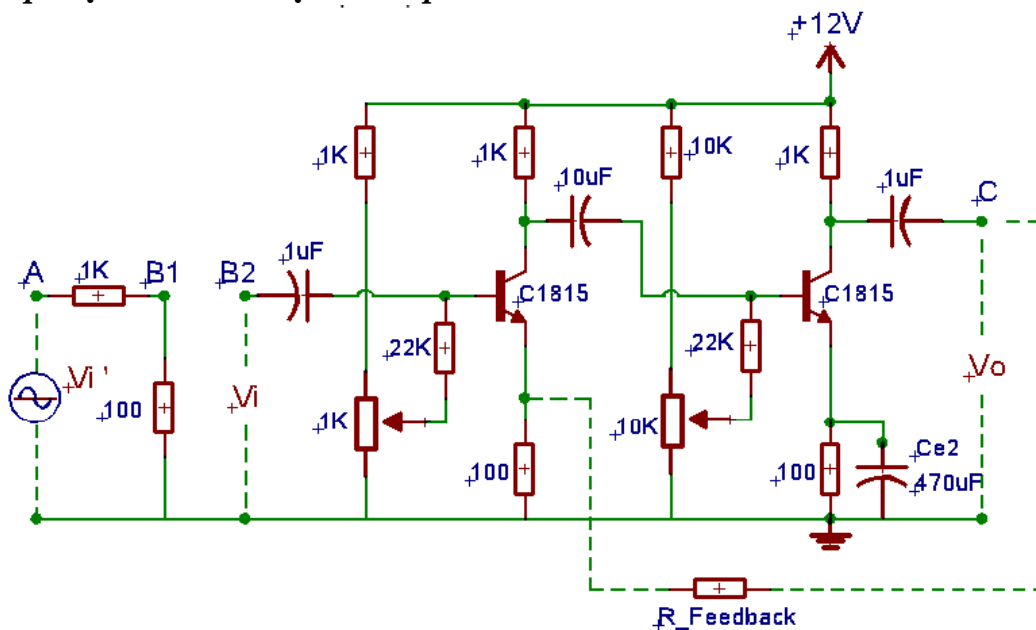 +12V
1K
1K
10K
1K
10uF
1uF
C
A
1K
B1
B2
1uF
C1815
C1815
Vi '
100
Vi
22K
22K
Vo
1K
10K
100
100
Ce2
470uF
R_Feedback